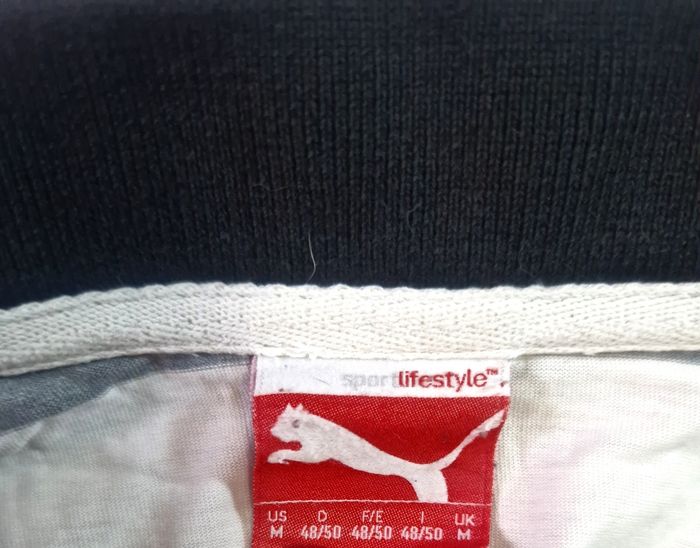 sportlifestyle™
US D F/E I UK
M 48/50 48/50 48/50 M